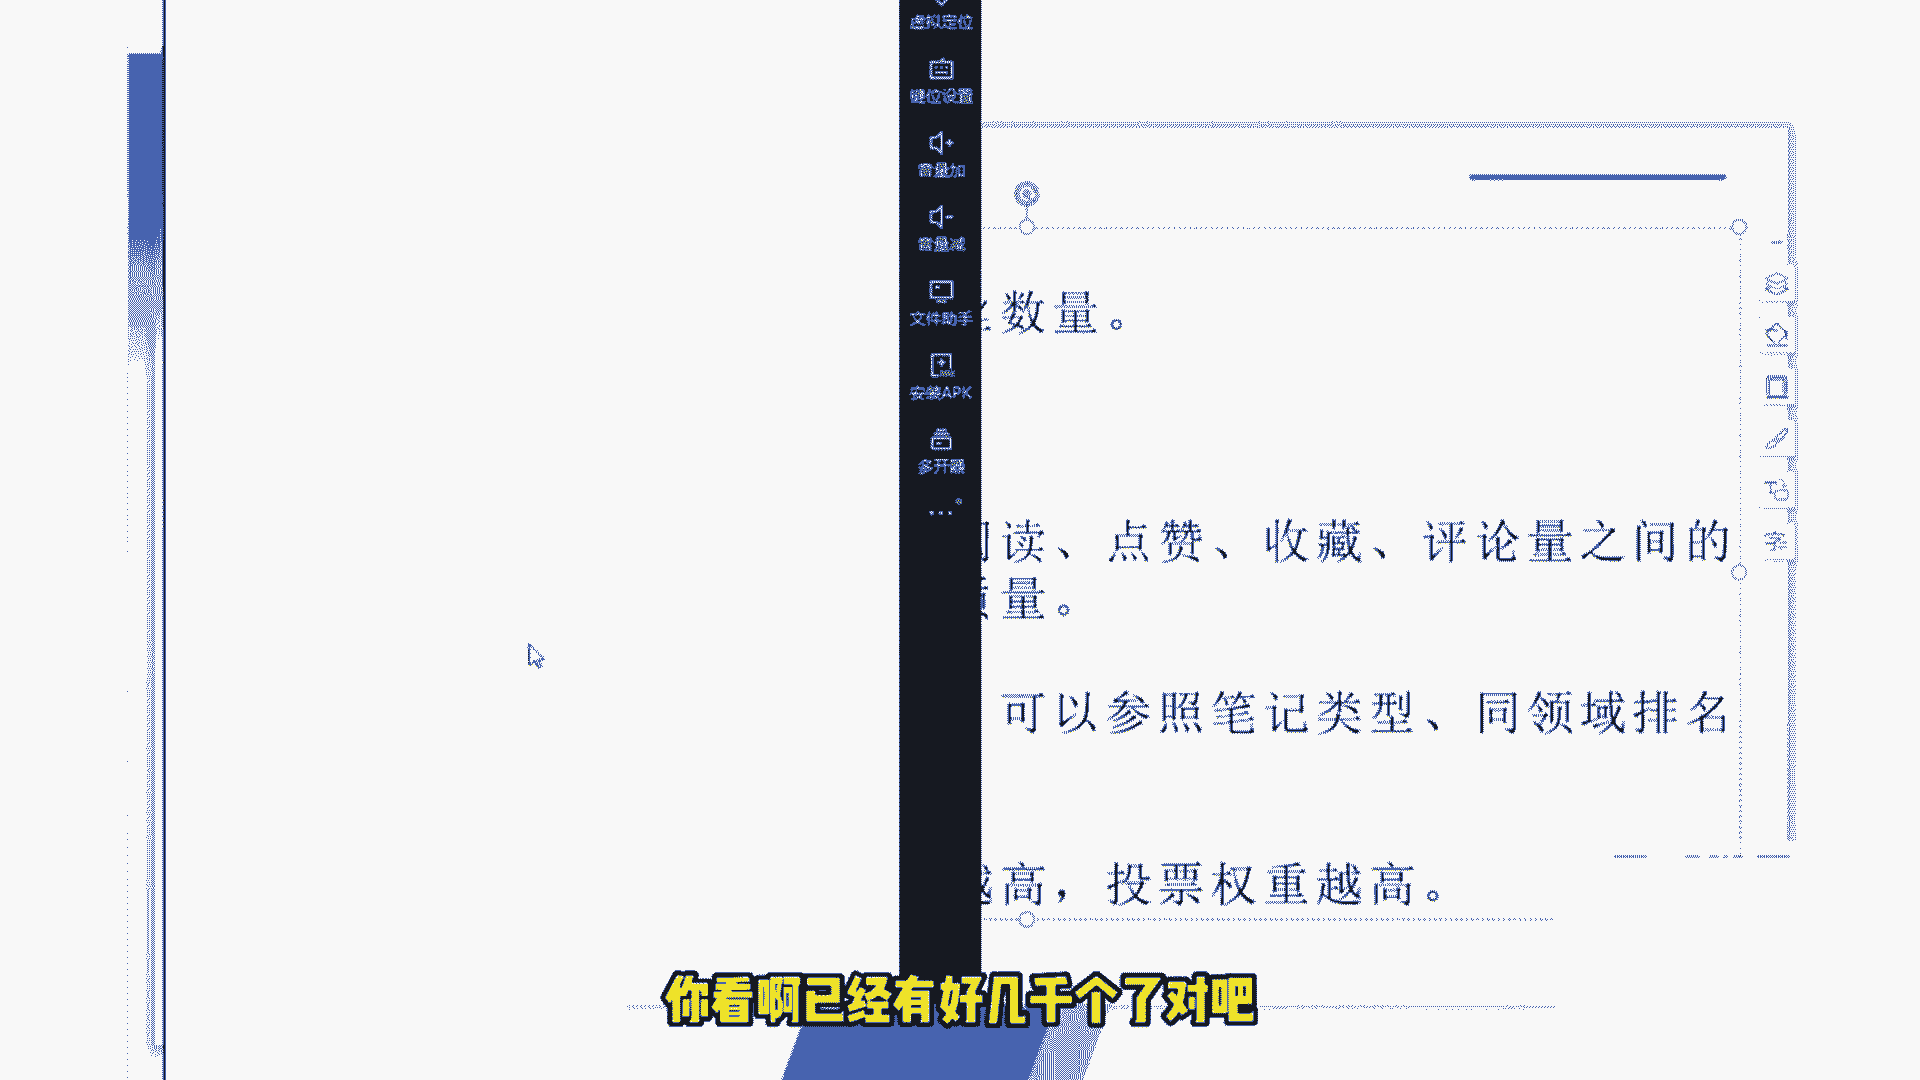 虚拟定位
键位设置
音量加
音量减
文件助手
安装APK
多开器
...
数量。
读、点赞、收藏、评论量之间的
量。
可以参照笔记类型、同领域排名
越高，投票权重越高。
字
你看啊已经有好几千个了对吧